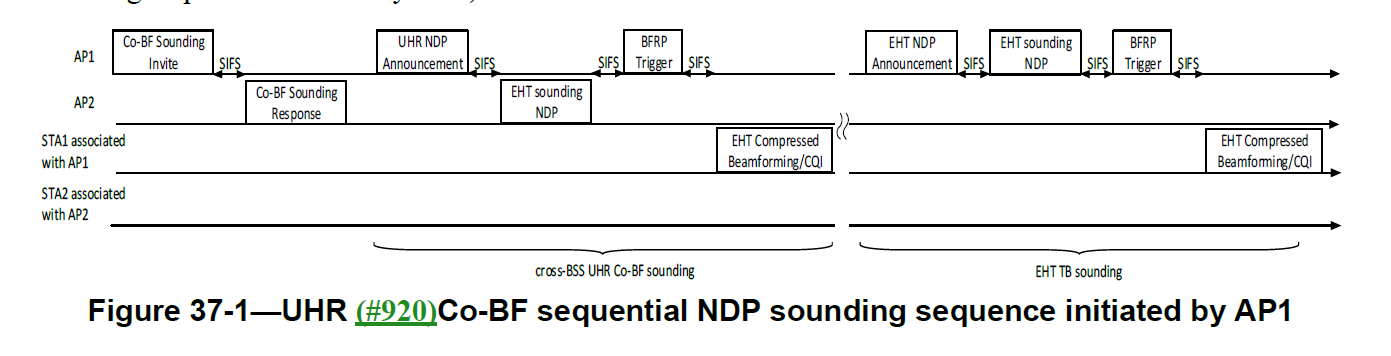 AP1
Co-BF Sounding
Invite
SIFS
UHR NDP
Announcement
SIFS
SIFS
BFRP
Trigger
SIFS
EHT NDP
Announcement
SIFS
EHT sounding
NDP
SIFS
BFRP
Trigger
SIFS
AP2
Co-BF Sounding
Response
EHT sounding
NDP
STA1 associated
with AP1
EHT Compressed
Beamforming/CQI
EHT Compressed
Beamforming/CQI
STA2 associated
with AP2
cross-BSS UHR Co-BF sounding
EHT TB sounding
Figure 37-1—UHR (#920)Co-BF sequential NDP sounding sequence initiated by AP1